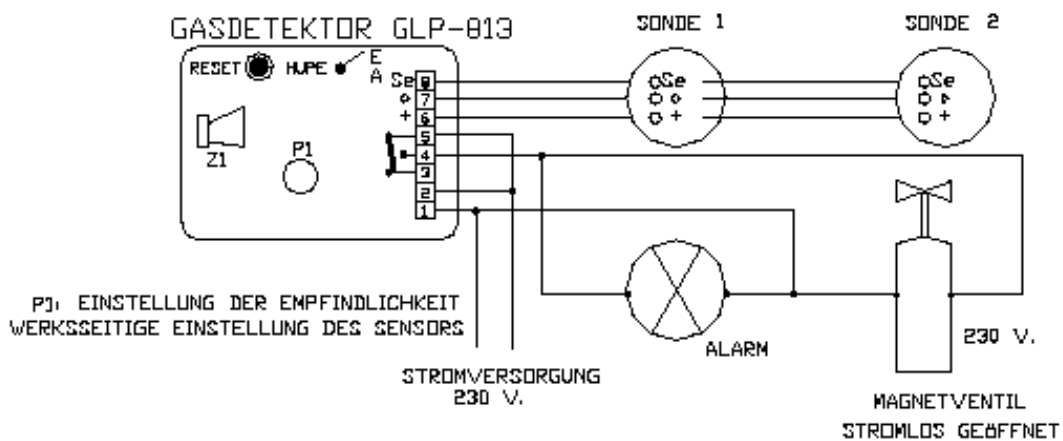 GASDETEKTOR GLP-813
SONDE 1
SONDE 2
RESET
HUPE
E
A
Se 8
7
+ 6
5
4
3
2
1
Se
+
Se
+
Z1
P1
P1: EINSTELLUNG DER EMPFINDLICHKEIT
WERKSSEITIGE EINSTELLUNG DES SENSORS
STROMVERSORGUNG
230 V.
ALARM
230 V.
MAGNETVENTIL
STROMLOS GEÖFFNET